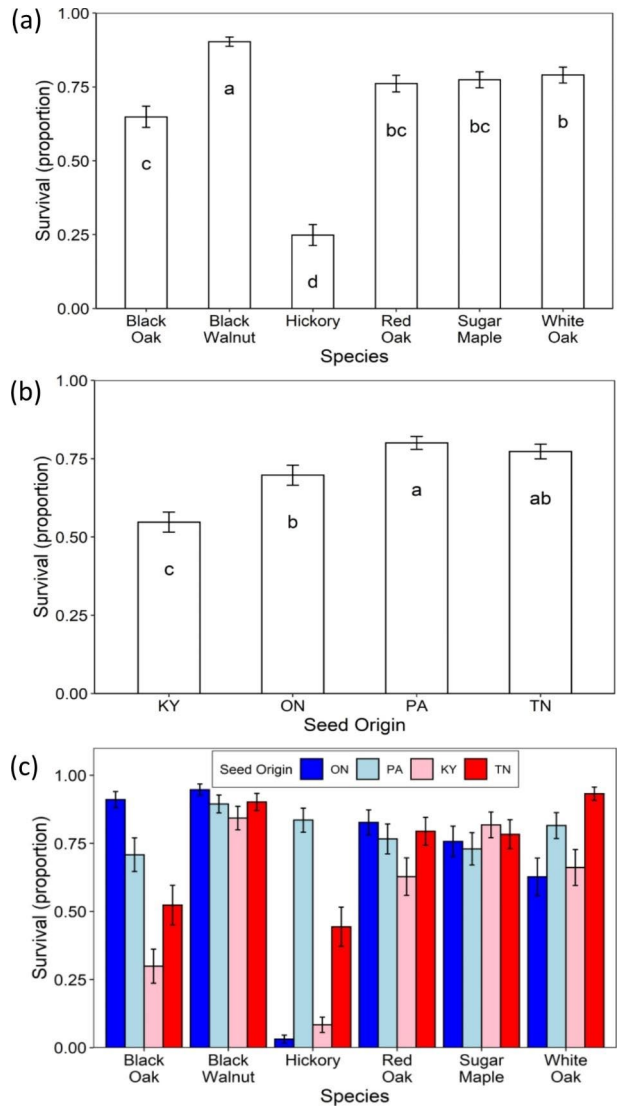 (a)
Survival (proportion)
1.00
0.75
0.50
0.25
0.00
c
a
d
bc
bc
b
Black
Oak
Black
Walnut
Hickory
Red
Oak
Sugar
Maple
White
Oak
Species
(b)
Survival (proportion)
1.00
0.75
0.50
0.25
0.00
c
b
a
ab
KY
ON
PA
TN
Seed Origin
(c)
Survival (proportion)
1.00
0.75
0.50
0.25
0.00
Seed Origin ON PA KY TN
Black
Oak
Black
Walnut
Hickory
Red
Oak
Sugar
Maple
White
Oak
Species